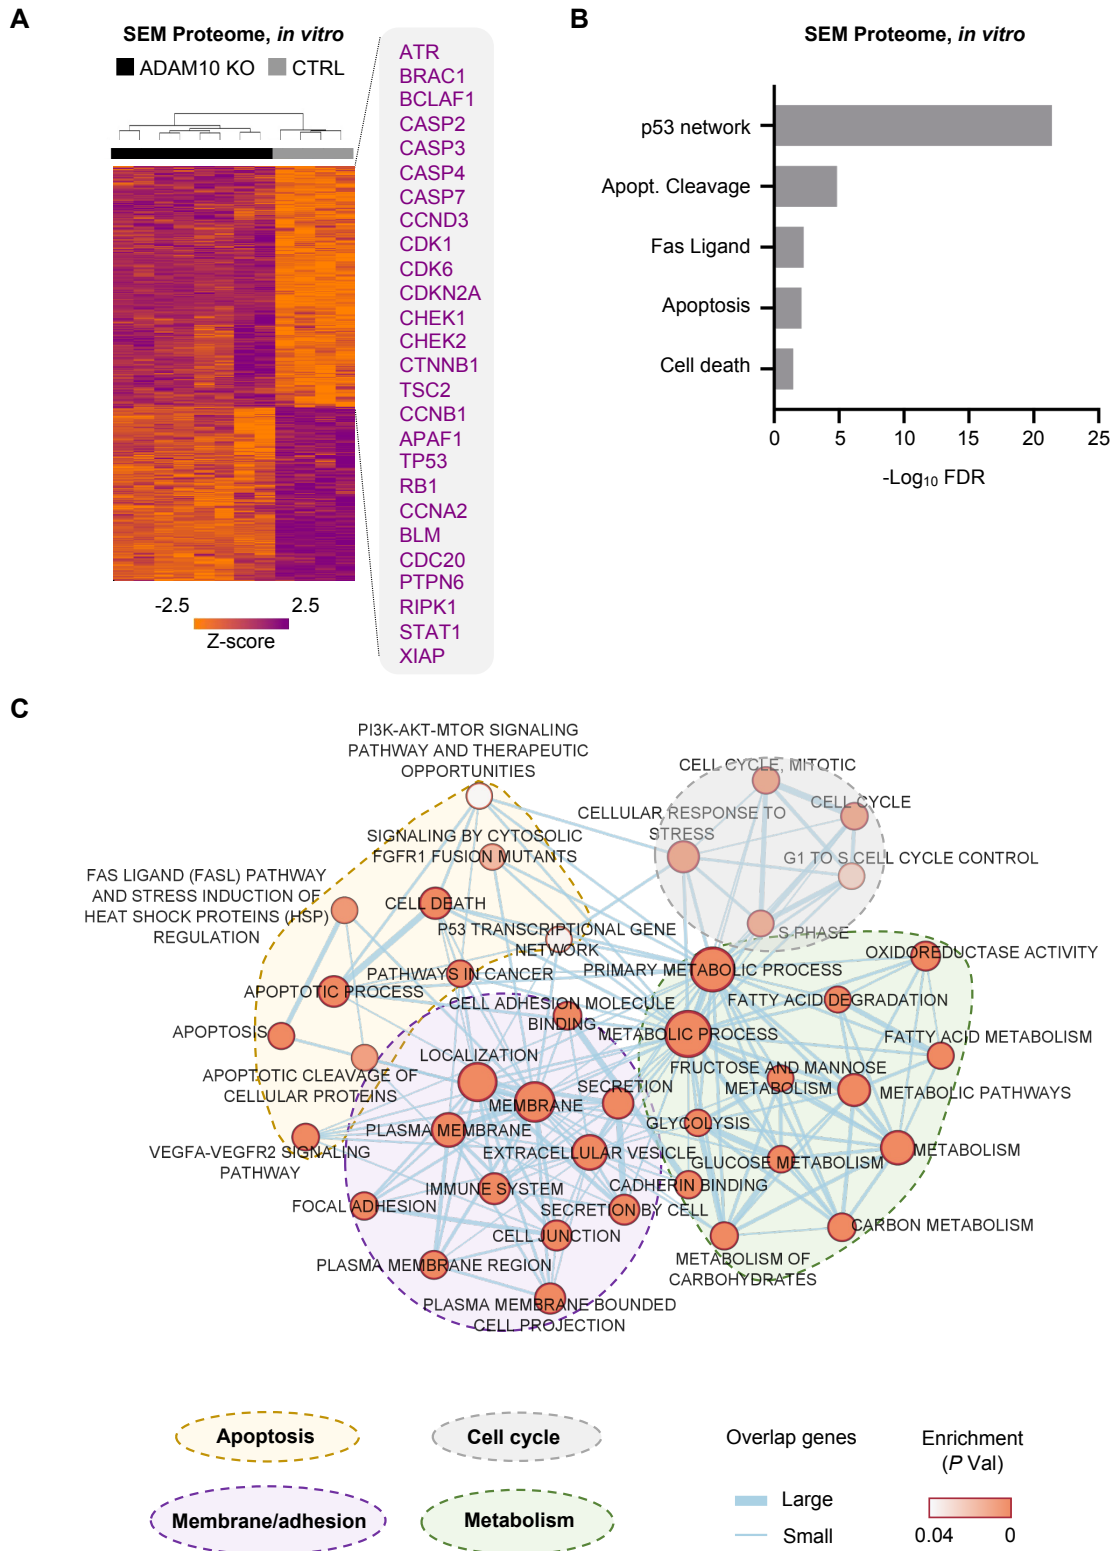 A
SEM Proteome, in vitro
ADAM10 KO CTRL
ATR
BRAC1
BCLAF1
CASP2
CASP3
CASP4
CASP7
CCND3
CDK1
CDK6
CDKN2A
CHEK1
CHEK2
CTNNB1
TSC2
CCNB1
APAF1
TP53
RB1
CCNA2
BLM
CDC20
PTPN6
RIPK1
STAT1
XIAP
-2.5 2.5
Z-score
B
SEM Proteome, in vitro
p53 network
Apopt. Cleavage
Fas Ligand
Apoptosis
Cell death
0 5 10 15 20 25
-Log₁₀ FDR
C
PI3K-AKT-MTOR SIGNALING
PATHWAY AND THERAPEUTIC
OPPORTUNITIES
CELL CYCLE, MITOTIC
CELL CYCLE
CELLULAR RESPONSE TO
STRESS
SIGNALING BY CYTOSOLIC
FGFR1 FUSION MUTANTS
G1 TO S CELL CYCLE CONTROL
FAS LIGAND (FASL) PATHWAY
AND STRESS INDUCTION OF
HEAT SHOCK PROTEINS (HSP)
REGULATION
CELL DEATH
P53 TRANSCRIPTIONAL GENE
NETWORK
S PHASE
OXIDOREDUCTASE ACTIVITY
PATHWAYS IN CANCER
PRIMARY METABOLIC PROCESS
APOPTOTIC PROCESS
CELL ADHESION MOLECULE
BINDING
FATTY ACID DEGRADATION
APOPTOSIS
METABOLIC PROCESS
FATTY ACID METABOLISM
LOCALIZATION
APOPTOTIC CLEAVAGE OF
CELLULAR PROTEINS
FRUCTOSE AND MANNOSE
METABOLISM
SECRETION
METABOLIC PATHWAYS
MEMBRANE
PLASMA MEMBRANE
GLYCOLYSIS
VEGFA-VEGFR2 SIGNALING
PATHWAY
EXTRACELLULAR VESICLE
GLUCOSE METABOLISM
METABOLISM
IMMUNE SYSTEM
CADHERIN BINDING
FOCAL ADHESION
SECRETION BY CELL
CELL JUNCTION
CARBON METABOLISM
PLASMA MEMBRANE REGION
METABOLISM OF
CARBOHYDRATES
PLASMA MEMBRANE BOUNDED
CELL PROJECTION
Apoptosis
Cell cycle
Membrane/adhesion
Metabolism
Overlap genes
Large
Small
Enrichment
(P Val)
0.04 0